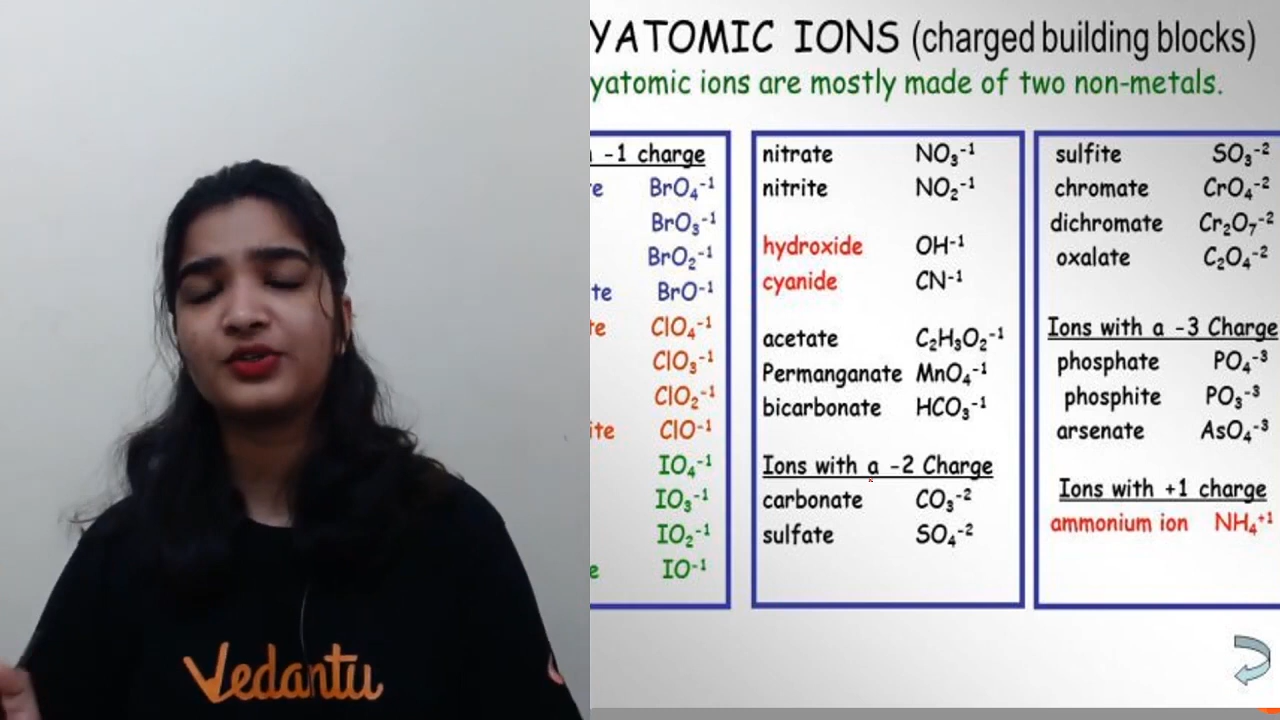 YATOMIC IONS (charged building blocks)
yatomic ions are mostly made of two non-metals.
-1 charge
e BrO₄⁻¹
BrO₃⁻¹
BrO₂⁻¹
te BrO⁻¹
te ClO₄⁻¹
ClO₃⁻¹
ClO₂⁻¹
ite ClO⁻¹
IO₄⁻¹
IO₃⁻¹
IO₂⁻¹
e IO⁻¹
nitrate NO₃⁻¹
nitrite NO₂⁻¹
hydroxide OH⁻¹
cyanide CN⁻¹
acetate C₂H₃O₂⁻¹
Permanganate MnO₄⁻¹
bicarbonate HCO₃⁻¹
Ions with a -2 Charge
carbonate CO₃⁻²
sulfate SO₄⁻²
sulfite SO₃⁻²
chromate CrO₄⁻²
dichromate Cr₂O₇⁻²
oxalate C₂O₄⁻²
Ions with a -3 Charge
phosphate PO₄⁻³
phosphite PO₃⁻³
arsenate AsO₄⁻³
Ions with +1 charge
ammonium ion NH₄⁺¹
Vedantu